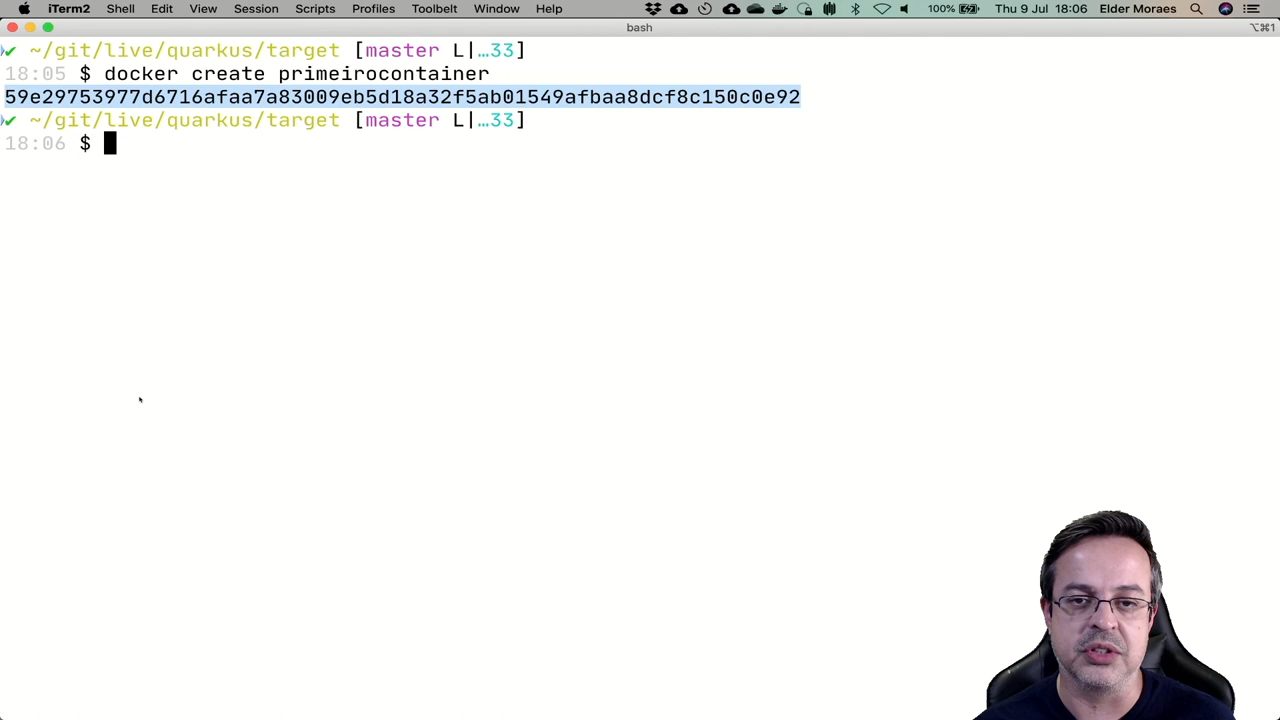 iTerm2 Shell Edit View Session Scripts Profiles Toolbelt Window Help 100% Thu 9 Jul 18:06 Elder Moraes
bash ⌥⌘1
~/git/live/quarkus/target [master L|…33]
18:05 $ docker create primeirocontainer
59e29753977d6716afaa7a83009eb5d18a32f5ab01549afbaa8dcf8c150c0e92
~/git/live/quarkus/target [master L|…33]
18:06 $